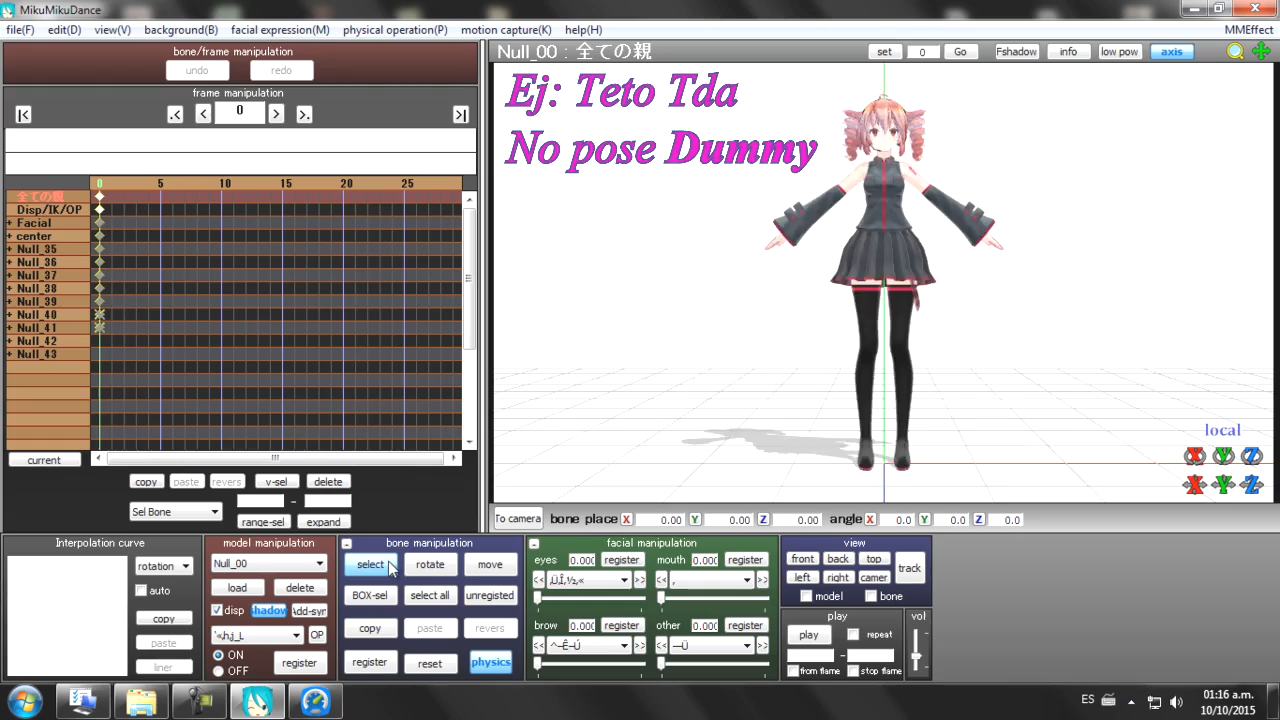 MikuMikuDance
file(F) edit(D) view(V) background(B) facial expression(M) physical operation(P) motion capture(K) help(H) MMEffect
bone/frame manipulation
undo redo
frame manipulation
|< .< < 0 > >. >|
0 5 10 15 20 25
全ての親
Disp/IK/OP
+ Facial
+ center
+ Null_35
+ Null_36
+ Null_37
+ Null_38
+ Null_39
+ Null_40
+ Null_41
+ Null_42
+ Null_43
current
copy paste revers v-sel delete
Sel Bone -
range-sel expand
Null_00 : 全ての親 set 0 Go Fshadow info low pow axis
Ej: Teto Tda
No pose Dummy
local
X Y Z
X Y Z
To camera bone place X 0.00 Y 0.00 Z 0.00 angle X 0.0 Y 0.0 Z 0.0
Interpolation curve
rotation
auto
copy
paste
liner
model manipulation
Null_00
load delete
disp shadow Add-syn
OP
ON
OFF
register
bone manipulation
select rotate move
BOX-sel select all unregisted
copy paste revers
register reset physics
facial manipulation
eyes 0.000 register mouth 0.000 register
<< >> << , >>
brow 0.000 register other 0.000 register
<< ^¬Ê¬Ú >> << —Ü >>
view
front back top
left right camer
track
model bone
play
play repeat
-
from flame stop flame
vol
ES 01:16 a.m.
10/10/2015